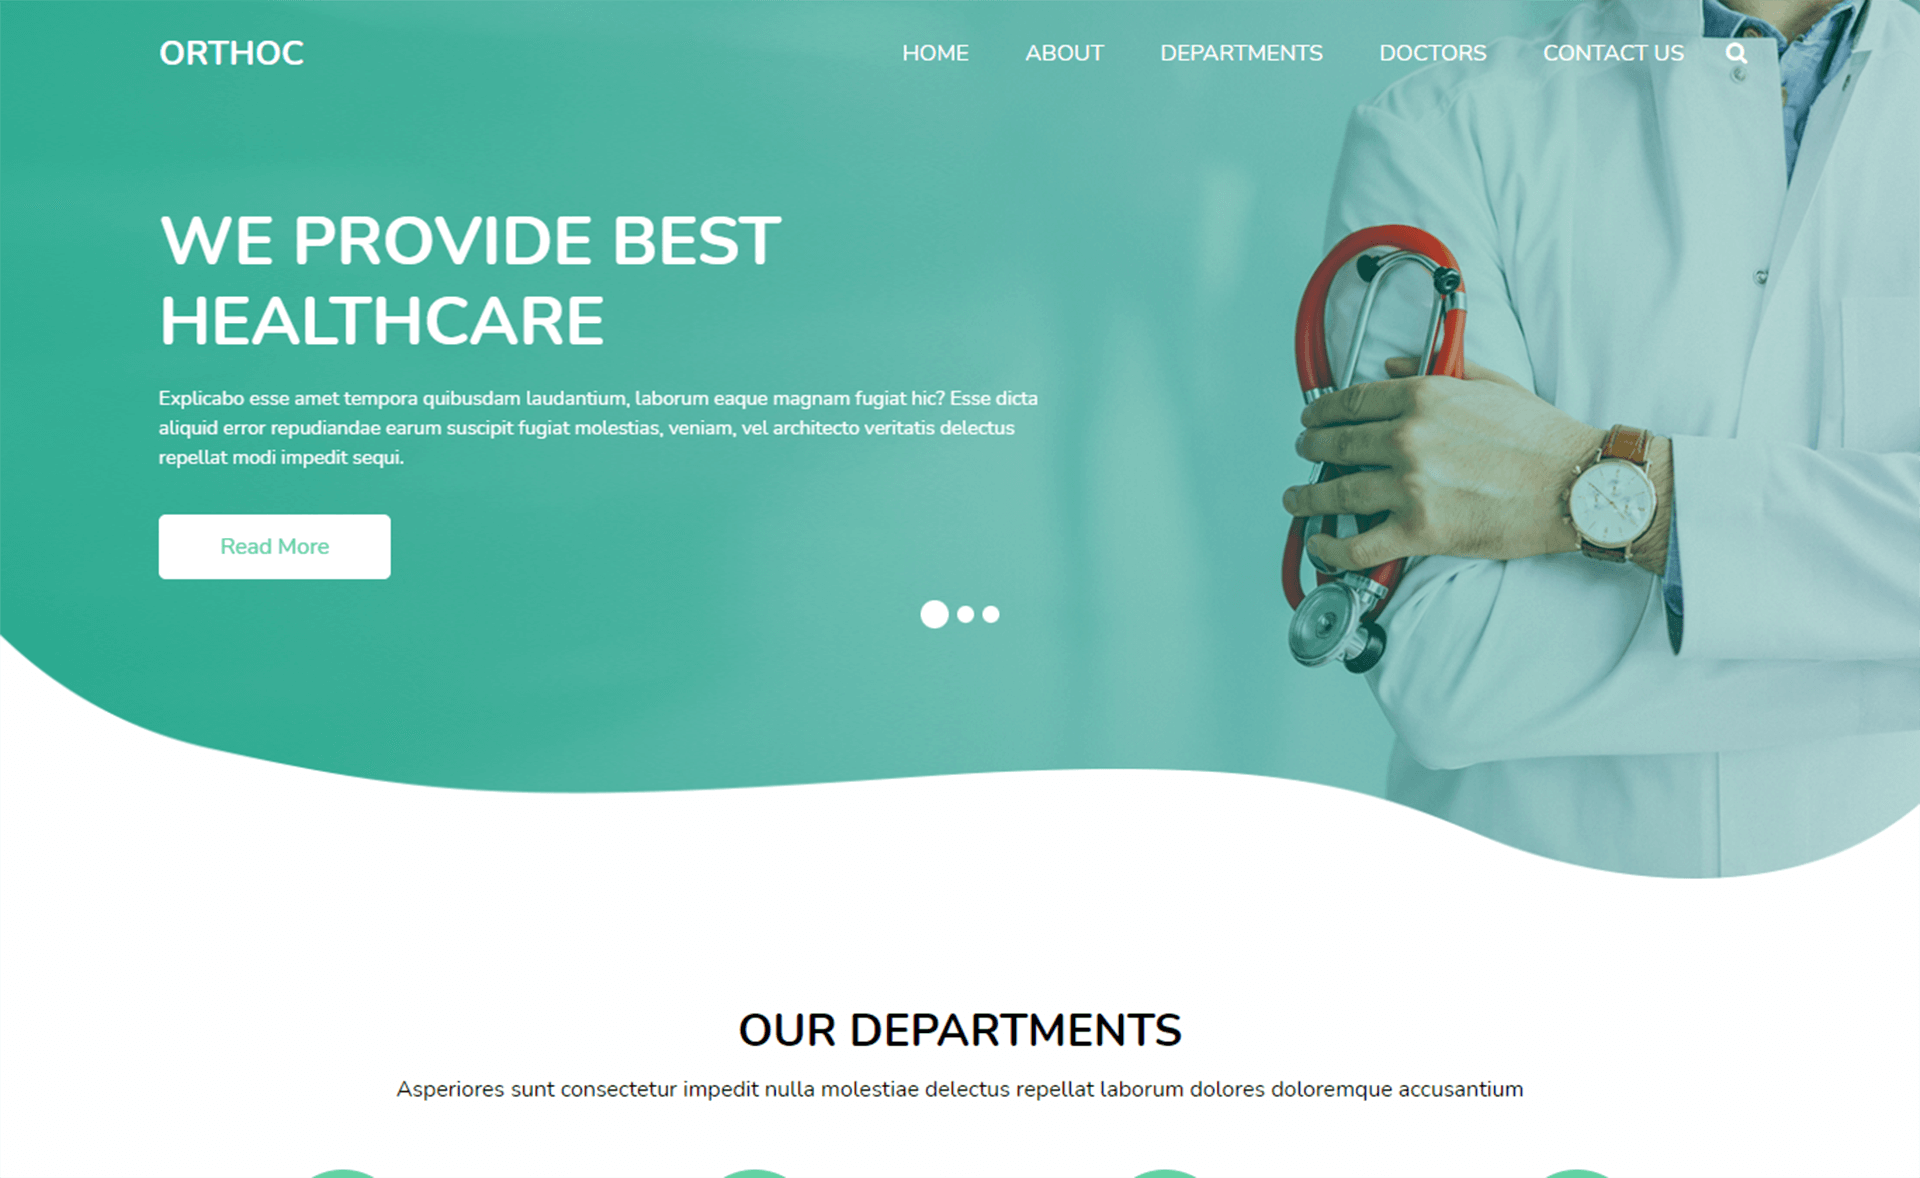 ORTHOC
HOME ABOUT DEPARTMENTS DOCTORS CONTACT US
WE PROVIDE BEST
HEALTHCARE
Explicabo esse amet tempora quibusdam laudantium, laborum eaque magnam fugiat hic? Esse dicta
aliquid error repudiandae earum suscipit fugiat molestias, veniam, vel architecto veritatis delectus
repellat modi impedit sequi.
Read More
OUR DEPARTMENTS
Asperiores sunt consectetur impedit nulla molestiae delectus repellat laborum dolores doloremque accusantium